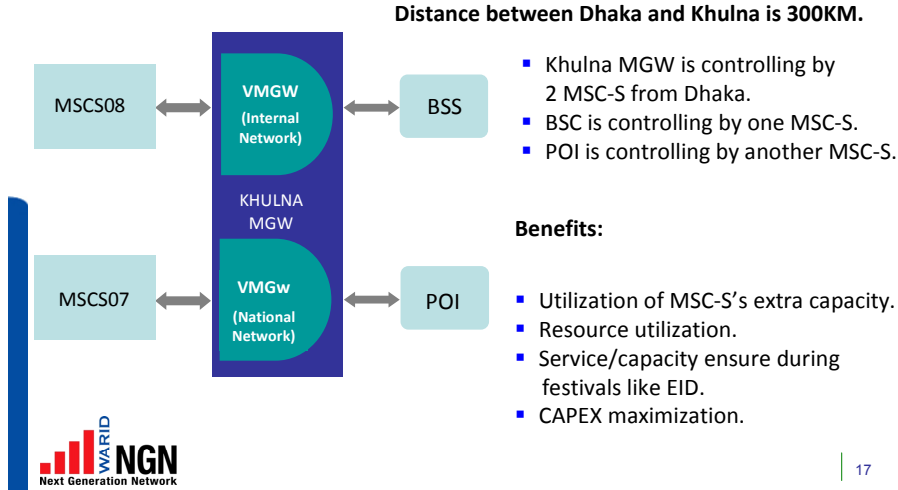 Distance between Dhaka and Khulna is 300KM.
MSCS08
VMGW
(Internal
Network)
BSS
KHULNA
MGW
MSCS07
VMGw
(National
Network)
POI
▪ Khulna MGW is controlling by
2 MSC-S from Dhaka.
▪ BSC is controlling by one MSC-S.
▪ POI is controlling by another MSC-S.
Benefits:
▪ Utilization of MSC-S’s extra capacity.
▪ Resource utilization.
▪ Service/capacity ensure during
festivals like EID.
▪ CAPEX maximization.
WARID
NGN
Next Generation Network
17